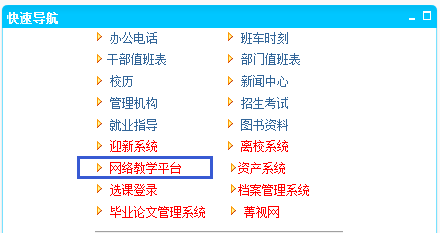 快速导航
办公电话 班车时刻
干部值班表 部门值班表
校历 新闻中心
管理机构 招生考试
就业指导 图书资料
迎新系统 离校系统
网络教学平台 资产系统
选课登录 档案管理系统
毕业论文管理系统 菁视网